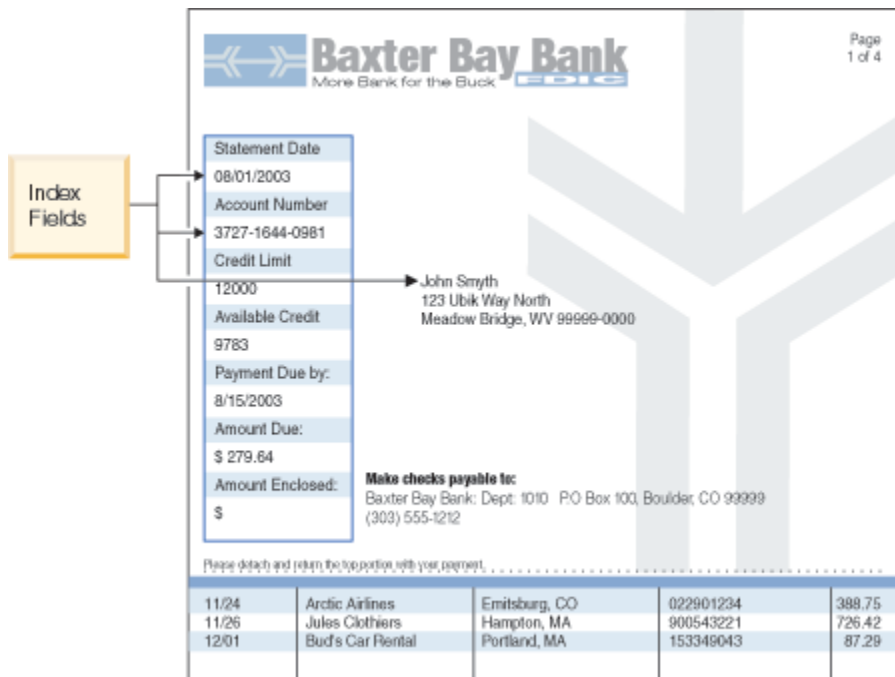 Baxter Bay Bank
More Bank for the Buck
FDIC
Page
1 of 4
Index
Fields
Statement Date
08/01/2003
Account Number
3727-1644-0981
Credit Limit
12000
Available Credit
9783
Payment Due by:
8/15/2003
Amount Due:
$ 279.64
Amount Enclosed:
$
John Smyth
123 Ubik Way North
Meadow Bridge, WV 99999-0000
Make checks payable to:
Baxter Bay Bank: Dept: 1010 P.O Box 100, Boulder, CO 99999
(303) 555-1212
Please detach and return the top portion with your payment.
11/24 Arctic Airlines Emitsburg, CO 022901234 388.75
11/26 Jules Clothiers Hampton, MA 900543221 726.42
12/01 Bud's Car Rental Portland, MA 153349043 87.29